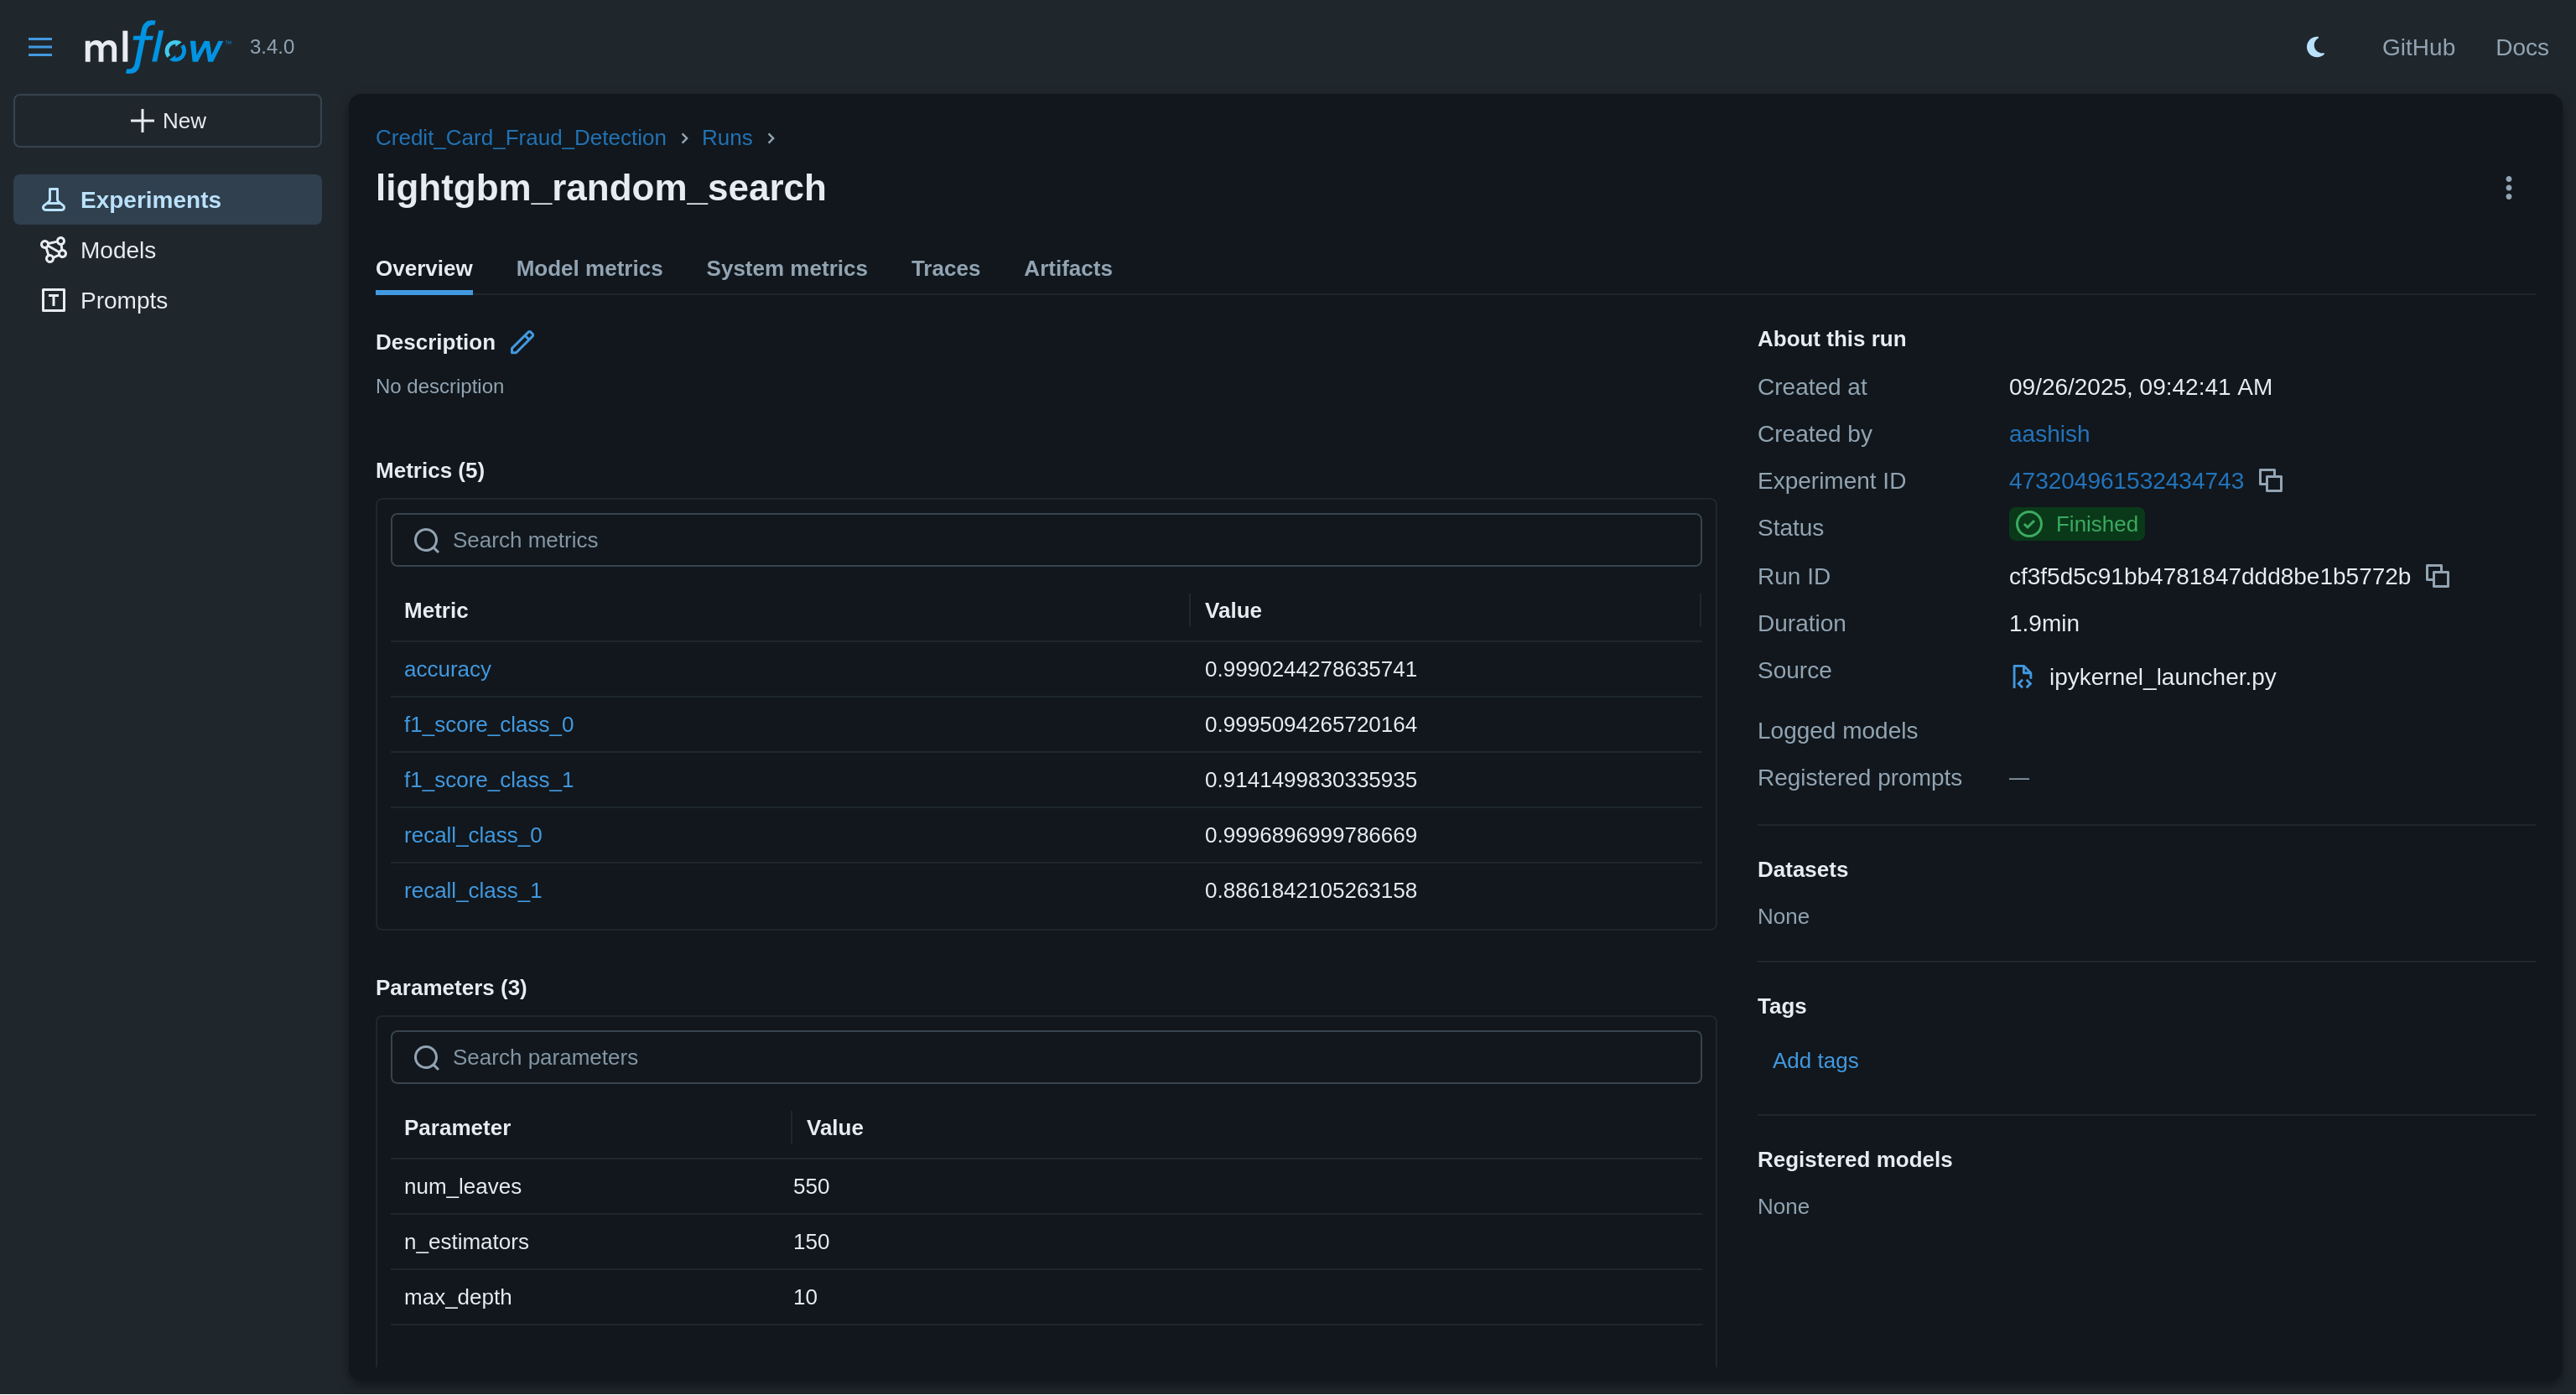 mlflow™ 3.4.0
GitHub Docs
New
Experiments
Models
Prompts
Credit_Card_Fraud_Detection > Runs >
lightgbm_random_search
Overview Model metrics System metrics Traces Artifacts
Description
No description
Metrics (5)
Search metrics
Metric Value
accuracy 0.9990244278635741
f1_score_class_0 0.9995094265720164
f1_score_class_1 0.9141499830335935
recall_class_0 0.9996896999786669
recall_class_1 0.8861842105263158
Parameters (3)
Search parameters
Parameter Value
num_leaves 550
n_estimators 150
max_depth 10
About this run
Created at 09/26/2025, 09:42:41 AM
Created by aashish
Experiment ID 473204961532434743
Status Finished
Run ID cf3f5d5c91bb4781847ddd8be1b5772b
Duration 1.9min
Source ipykernel_launcher.py
Logged models
Registered prompts —
Datasets
None
Tags
Add tags
Registered models
None